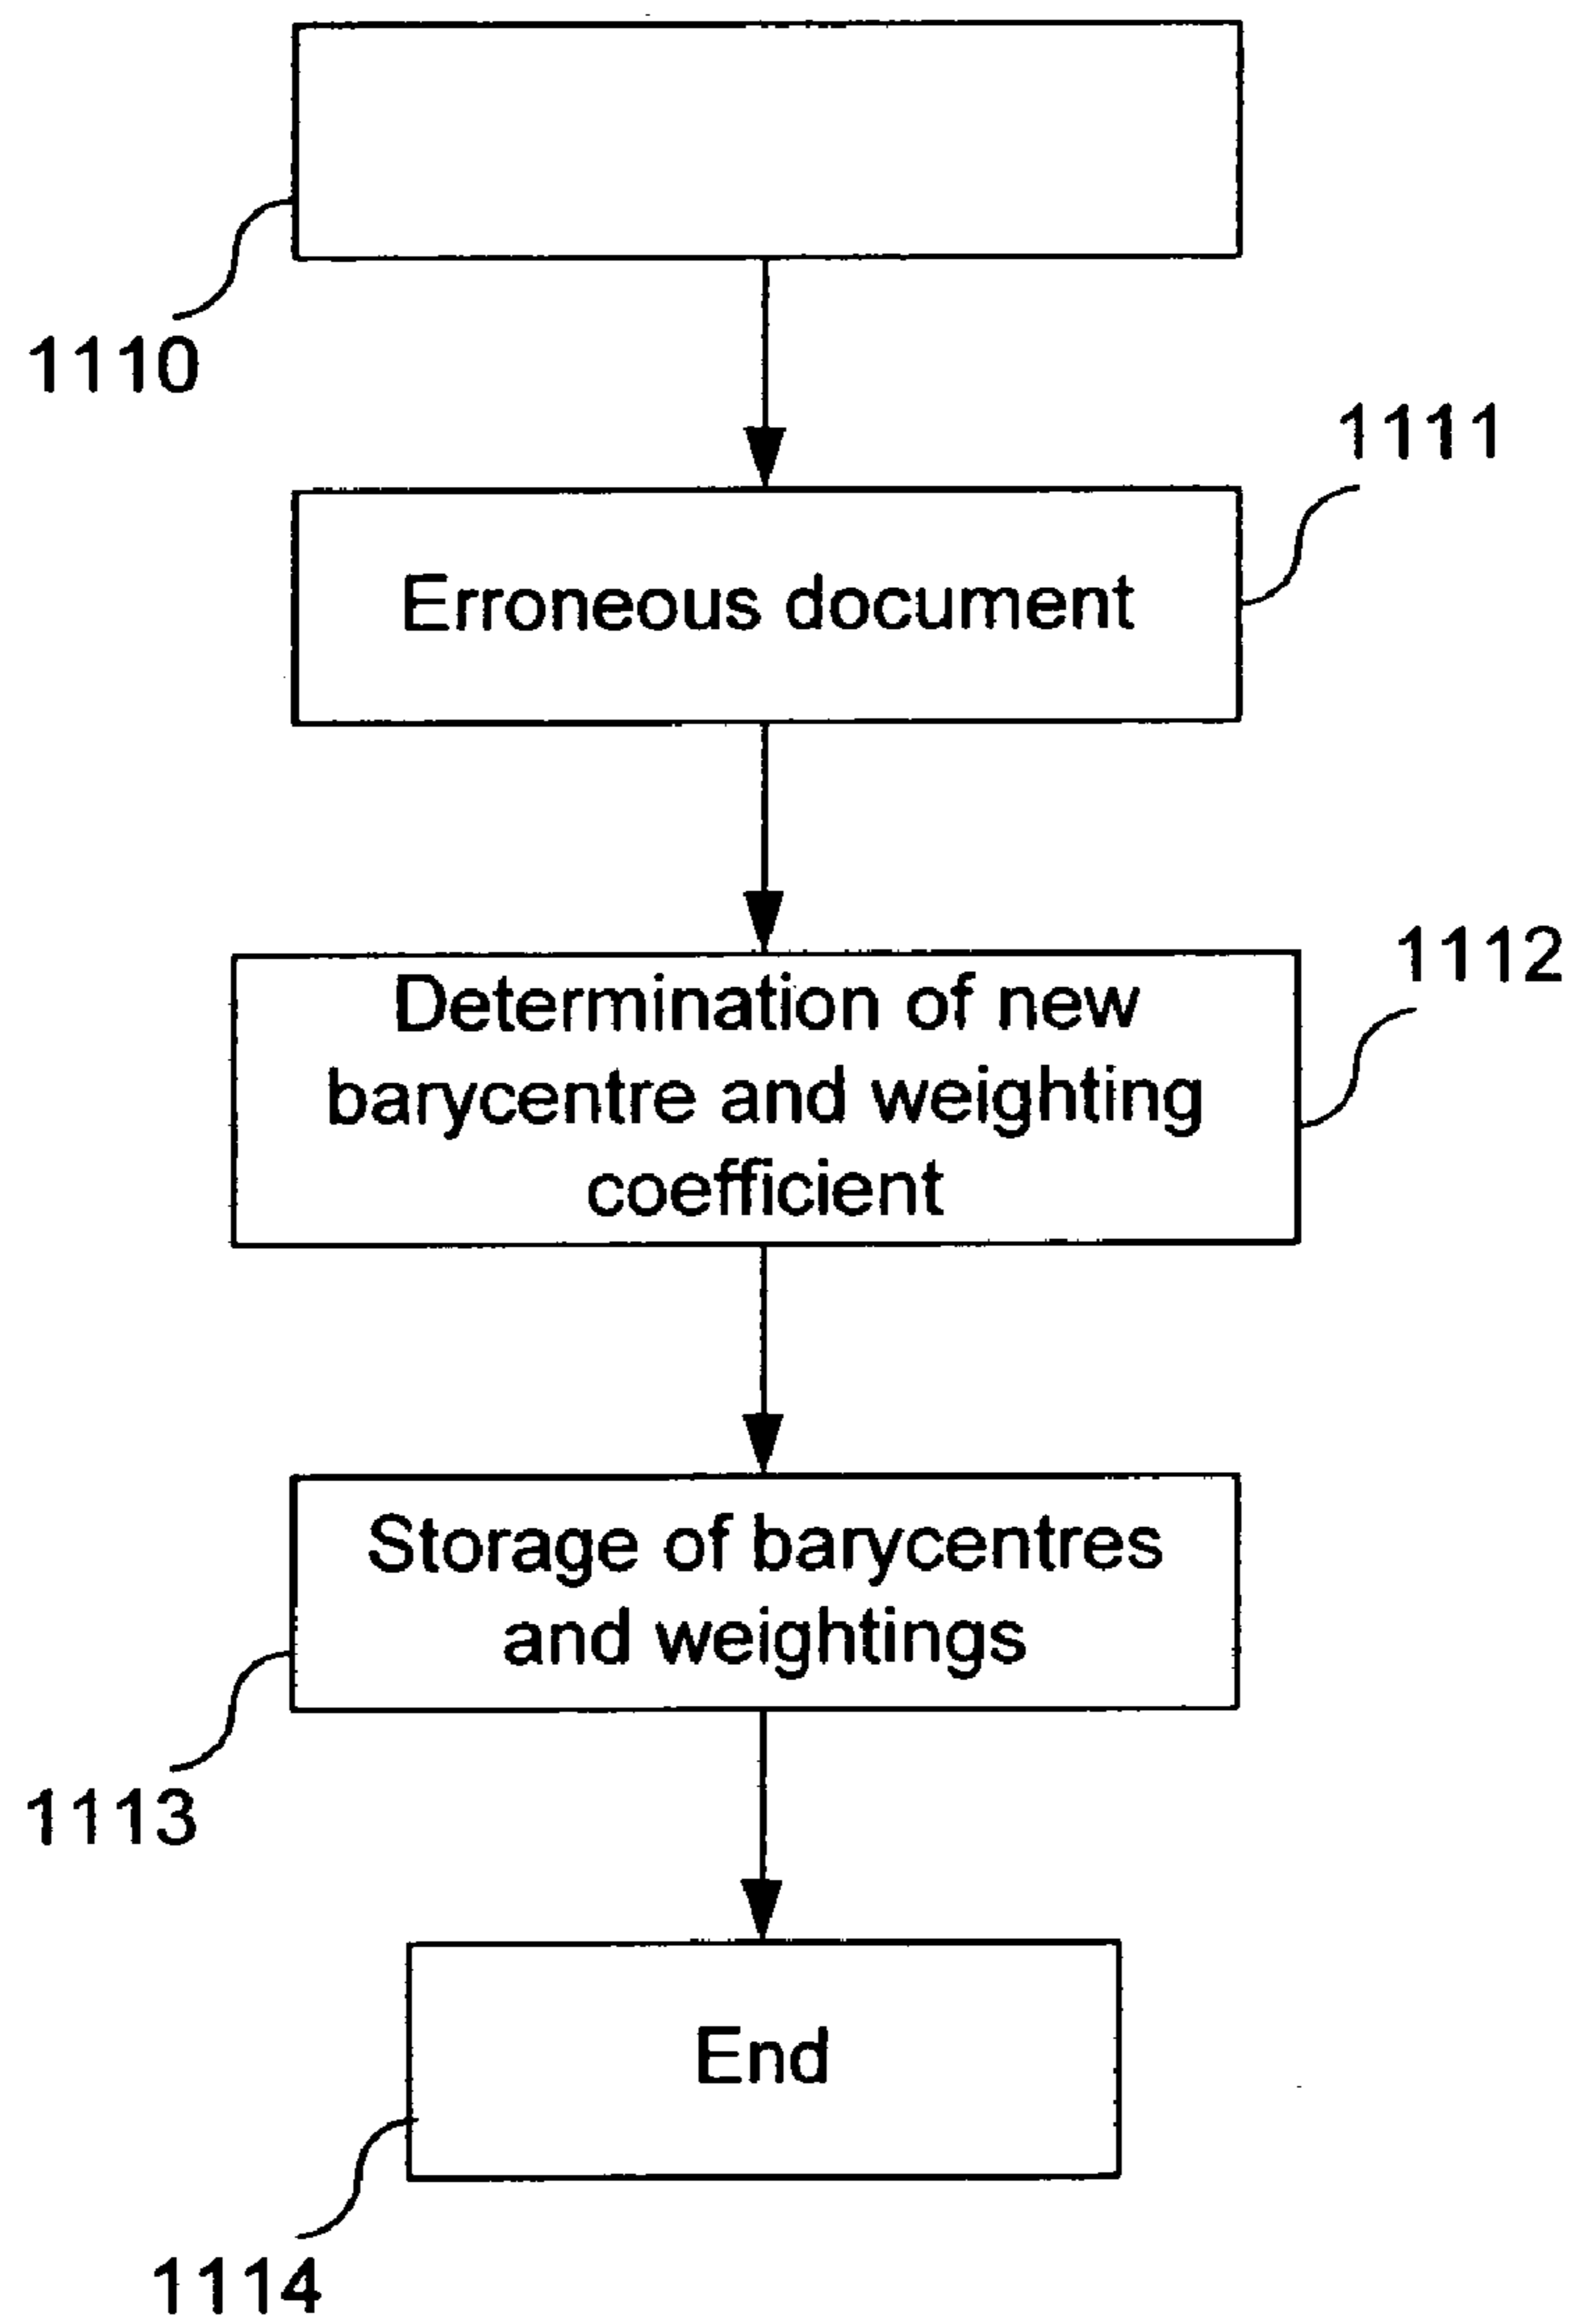 1110
1111
Erroneous document
1112
Determination of new
barycentre and weighting
coefficient
Storage of barycentres
and weightings
1113
End
1114